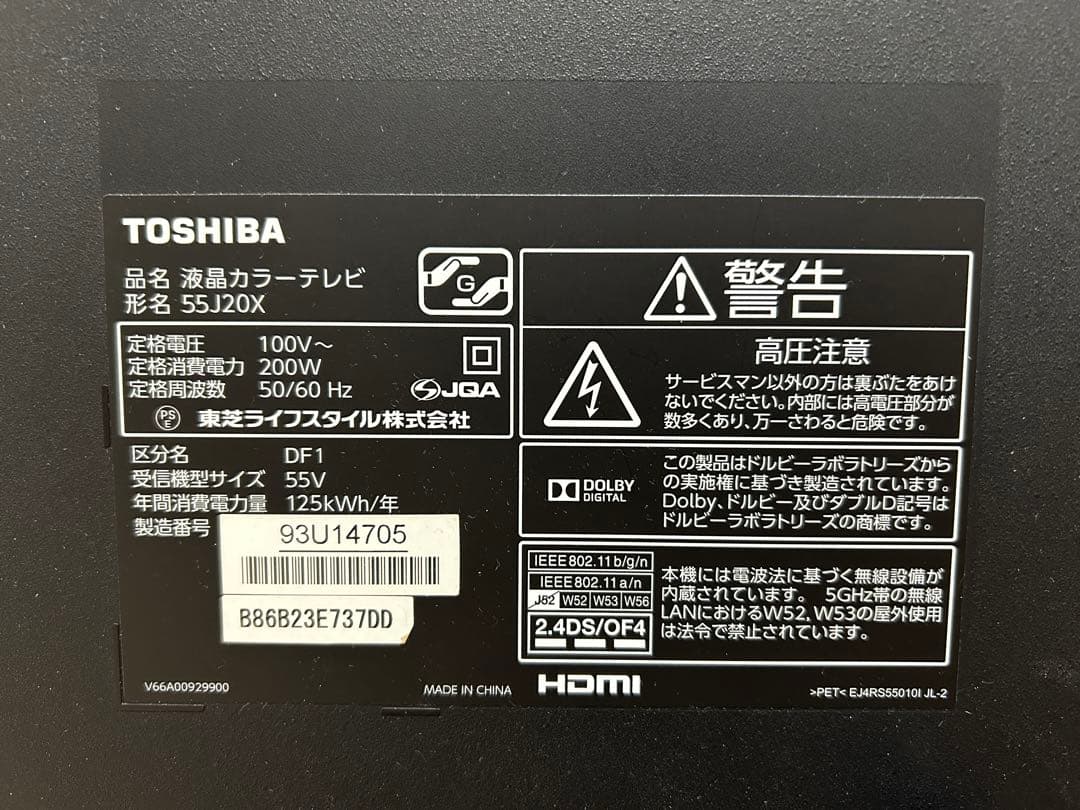 TOSHIBA
品名 液晶カラーテレビ
形名 55J20X
G
定格電圧 100V～
定格消費電力 200W
定格周波数 50/60 Hz
JQA
PS
E
東芝ライフスタイル株式会社
区分名 DF1
受信機型サイズ 55V
年間消費電力量 125kWh/年
製造番号
93U14705
B86B23E737DD
V66A00929900
MADE IN CHINA
警告
高圧注意
サービスマン以外の方は裏ぶたをあけ
ないでください。内部には高電圧部分が
数多くあり、万一さわると危険です。
DOLBY
DIGITAL
この製品はドルビーラボラトリーズから
の実施権に基づき製造されています。
Dolby、ドルビー及びダブルD記号は
ドルビーラボラトリーズの商標です。
IEEE802.11b/g/n
IEEE802.11a/n
J52 W52 W53 W56
2.4DS/OF4
本機には電波法に基づく無線設備が
内蔵されています。 5GHz帯の無線
LANにおけるW52、W53の屋外使用
は法令で禁止されています。
HDMI
>PET< EJ4RS55010I JL-2